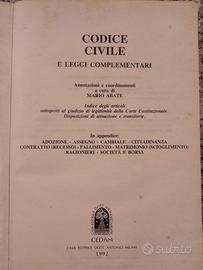 CODICE
CIVILE
E LEGGI COMPLEMENTARI
Annotazioni e coordinamenti
a cura di
MARIO ABATE
Indice degli articoli
sottoposti al giudizio di legittimità della Corte Costituzionale.
Disposizioni di attuazione e transitorie.
In appendice:
ADOZIONE - ASSEGNO - CAMBIALE - CITTADINANZA
CONTRATTO (RECESSO) - FALLIMENTO - MATRIMONIO (SCIOGLIMENTO)
RAGIONIERI - SOCIETÀ E BORSA
CEDAM
CASA EDITRICE DOTT. ANTONIO MILANI
1992
subito.it